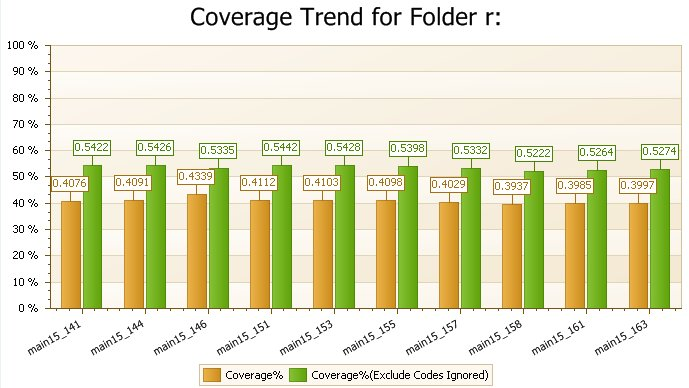 Coverage Trend for Folder r:
100 %
90 %
80 %
70 %
60 %
50 %
40 %
30 %
20 %
10 %
0 %
0.4076 0.5422 0.4091 0.5426 0.4339 0.5335 0.4112 0.5442 0.4103 0.5428 0.4098 0.5398 0.4029 0.5332 0.3937 0.5222 0.3985 0.5264 0.3997 0.5274
main15_141 main15_144 main15_146 main15_151 main15_153 main15_155 main15_157 main15_158 main15_161 main15_163
Coverage% Coverage%(Exclude Codes Ignored)